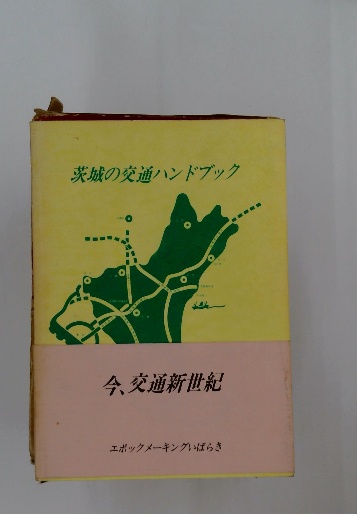 茨城の交通ハンドブック
今、交通新世紀
エポックメーキングいばらき